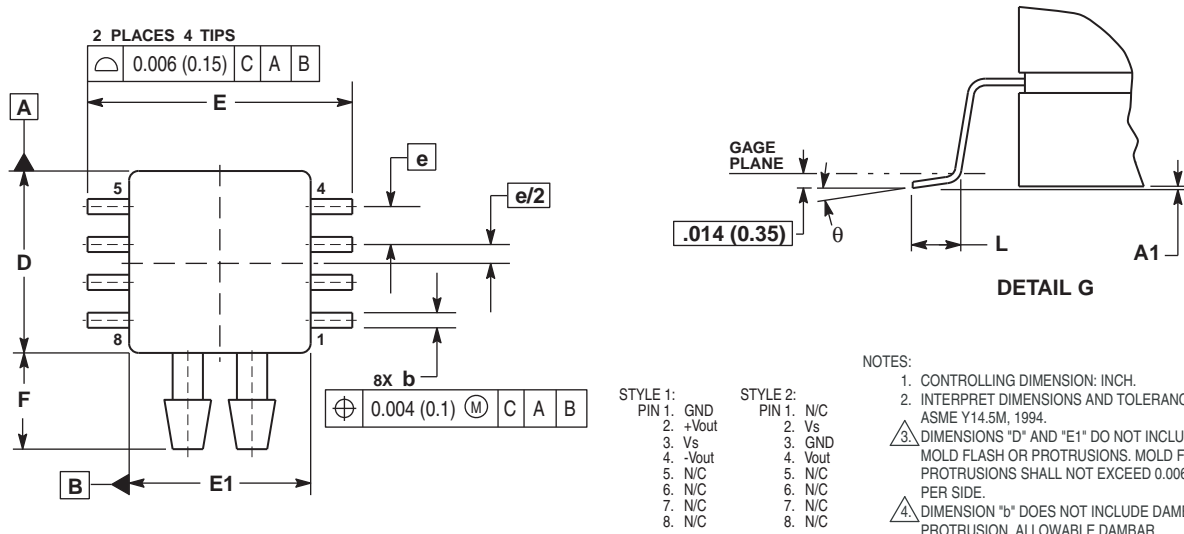 2 PLACES 4 TIPS
⌓ 0.006 (0.15) C A B
E
A
5
4
e
e/2
D
8
1
F
8X b
⌖ 0.004 (0.1) Ⓜ C A B
B
E1
GAGE
PLANE
.014 (0.35)
θ
L
A1
DETAIL G
STYLE 1:
PIN 1. GND
2. +Vout
3. Vs
4. -Vout
5. N/C
6. N/C
7. N/C
8. N/C
STYLE 2:
PIN 1. N/C
2. Vs
3. GND
4. Vout
5. N/C
6. N/C
7. N/C
8. N/C
NOTES:
1. CONTROLLING DIMENSION: INCH.
2. INTERPRET DIMENSIONS AND
ASME Y14.5M, 1994.
3. DIMENSIONS "D" AND "E1" DO NOT
MOLD FLASH OR PROTRUSIONS. MOLD
PROTRUSIONS SHALL NOT EXCEED 0.006
PER SIDE.
4. DIMENSION "b" DOES NOT INCLUDE
PROTRUSION. ALLOWABLE DAMBAR